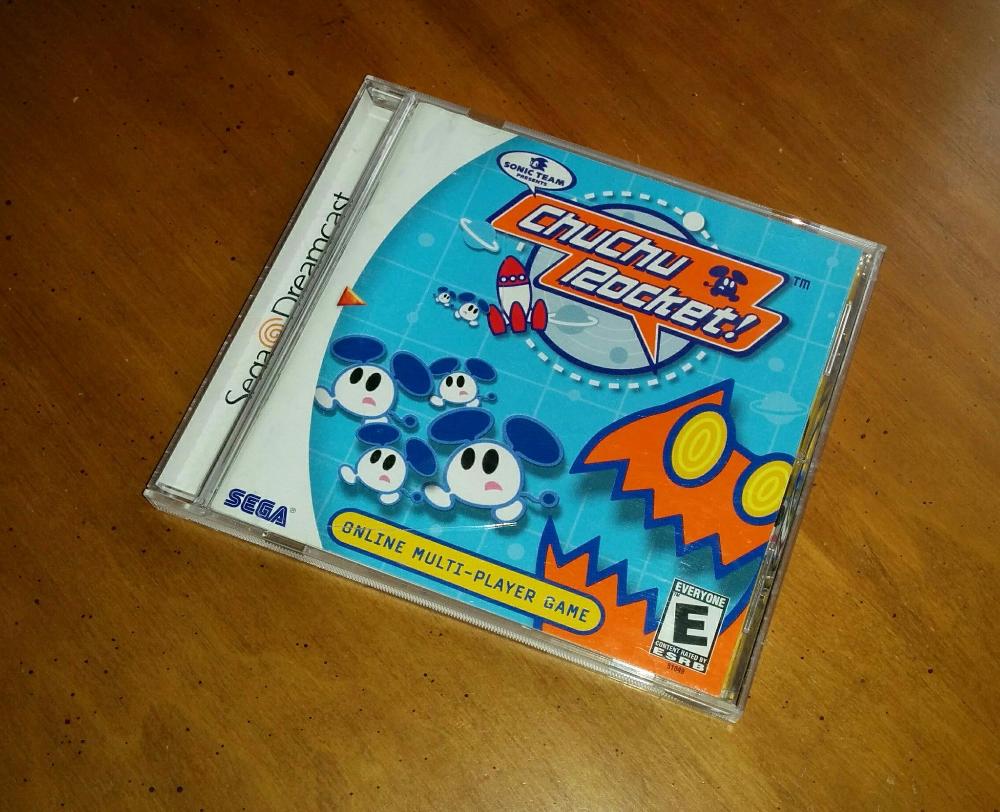 Sega Dreamcast
SONIC TEAM
PRESENTS
ChuChu
Rocket!
TM
SEGA®
ONLINE MULTI-PLAYER GAME
EVERYONE
E
CONTENT RATED BY
ESRB